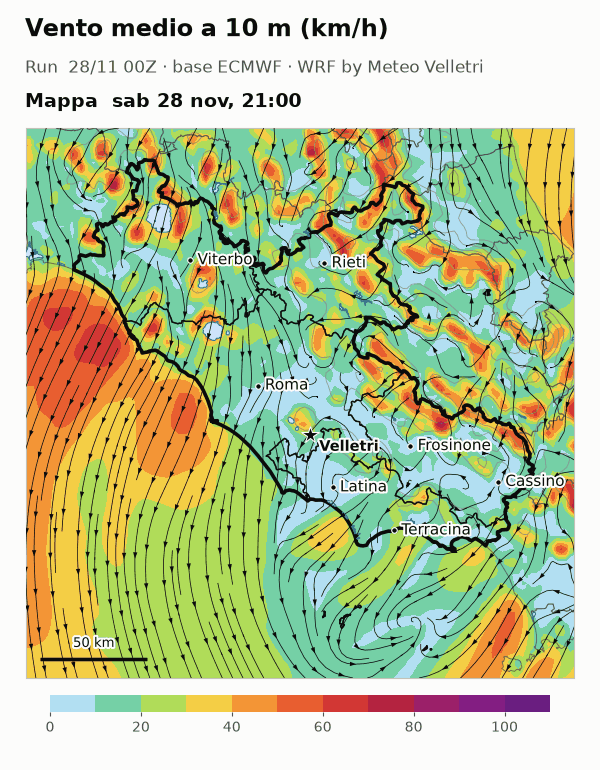 Vento medio a 10 m (km/h)
Run 28/11 00Z · base ECMWF · WRF by Meteo Velletri
Mappa sab 28 nov, 21:00
Viterbo
Rieti
Roma
Velletri
Frosinone
Cassino
Latina
Terracina
50 km
0 20 40 60 80 100